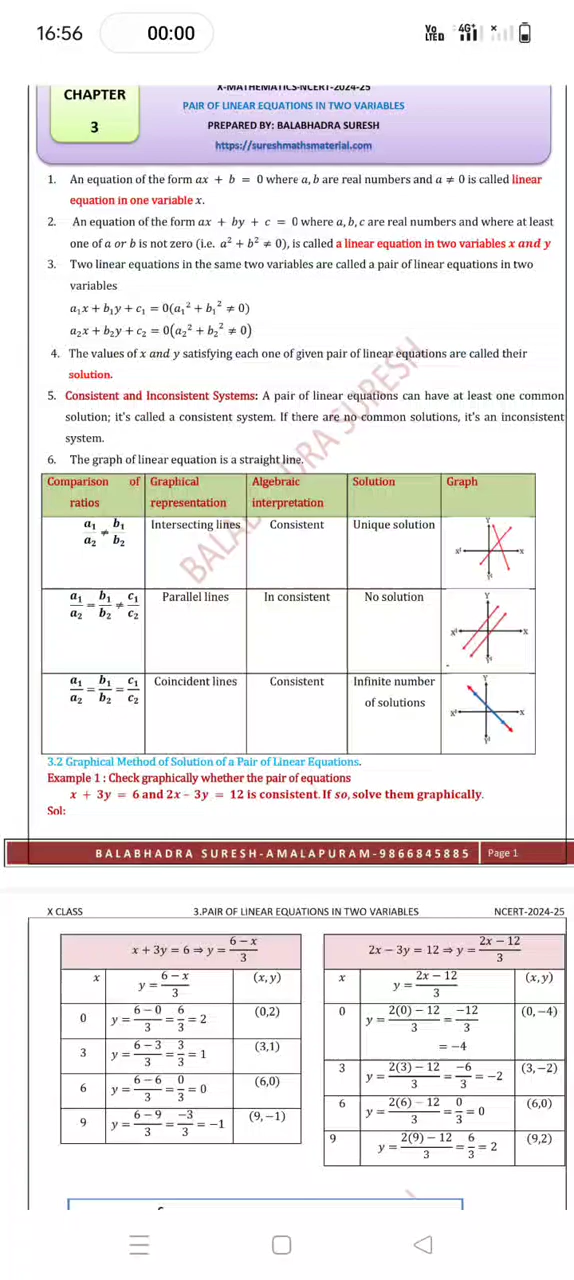 16:56
00:00
Vo LTED
4G+
CHAPTER
3
X-MATHEMATICS-NCERT-2024-25
PAIR OF LINEAR EQUATIONS IN TWO VARIABLES
PREPARED BY: BALABHADRA SURESH
https://sureshmathsmaterial.com
1. An equation of the form ax + b = 0 where a, b are real numbers and a ≠ 0 is called linear
equation in one variable x.
2. An equation of the form ax + by + c = 0 where a, b, c are real numbers and where at least
one of a or b is not zero (i.e. a² + b² ≠ 0), is called a linear equation in two variables x and y
3. Two linear equations in the same two variables are called a pair of linear equations in two
variables
a₁x + b₁y + c₁ = 0(a₁² + b₁² ≠ 0)
a₂x + b₂y + c₂ = 0(a₂² + b₂² ≠ 0)
4. The values of x and y satisfying each one of given pair of linear equations are called their
solution.
5. Consistent and Inconsistent Systems: A pair of linear equations can have at least one common
solution; it's called a consistent system. If there are no common solutions, it's an inconsistent
system.
6. The graph of linear equation is a straight line.
BALABHADRA SURESH
Comparison of ratios | Graphical representation | Algebraic interpretation | Solution | Graph
a₁/a₂ ≠ b₁/b₂ | Intersecting lines | Consistent | Unique solution | Y X¹ X Y¹
a₁/a₂ = b₁/b₂ ≠ c₁/c₂ | Parallel lines | In consistent | No solution | Y X¹ X Y¹
a₁/a₂ = b₁/b₂ = c₁/c₂ | Coincident lines | Consistent | Infinite number of solutions | Y X¹ X Y¹
3.2 Graphical Method of Solution of a Pair of Linear Equations.
Example 1 : Check graphically whether the pair of equations
x + 3y = 6 and 2x – 3y = 12 is consistent. If so, solve them graphically.
Sol:
BALABHADRA SURESH-AMALAPURAM-9866845885 Page 1
X CLASS 3.PAIR OF LINEAR EQUATIONS IN TWO VARIABLES NCERT-2024-25
x + 3y = 6 ⇒ y = (6 − x)/3
x | y = (6 − x)/3 | (x, y)
0 | y = (6 − 0)/3 = 6/3 = 2 | (0,2)
3 | y = (6 − 3)/3 = 3/3 = 1 | (3,1)
6 | y = (6 − 6)/3 = 0/3 = 0 | (6,0)
9 | y = (6 − 9)/3 = −3/3 = −1 | (9, −1)
2x − 3y = 12 ⇒ y = (2x − 12)/3
x | y = (2x − 12)/3 | (x, y)
0 | y = (2(0) − 12)/3 = −12/3 = −4 | (0, −4)
3 | y = (2(3) − 12)/3 = −6/3 = −2 | (3, −2)
6 | y = (2(6) − 12)/3 = 0/3 = 0 | (6,0)
9 | y = (2(9) − 12)/3 = 6/3 = 2 | (9,2)